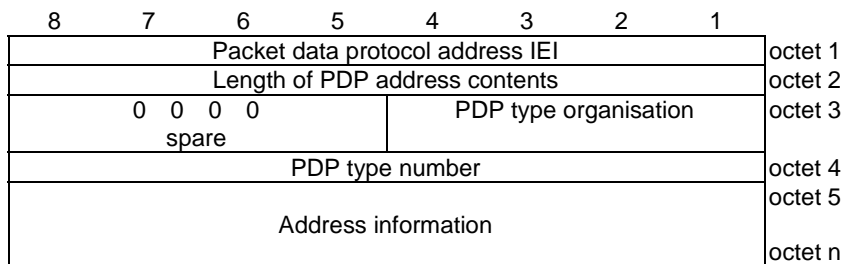 8 7 6 5 4 3 2 1
Packet data protocol address IEI octet 1
Length of PDP address contents octet 2
0 0 0 0 PDP type organisation octet 3
spare
PDP type number octet 4
octet 5
Address information
octet n